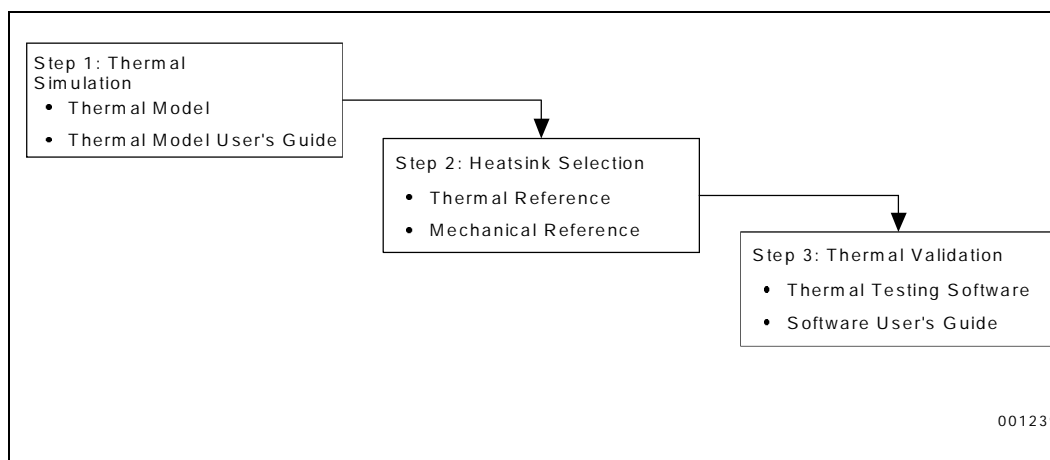 Step 1: Thermal
Simulation
• Thermal Model
• Thermal Model User's Guide
Step 2: Heatsink Selection
• Thermal Reference
• Mechanical Reference
Step 3: Thermal Validation
• Thermal Testing Software
• Software User's Guide
00123